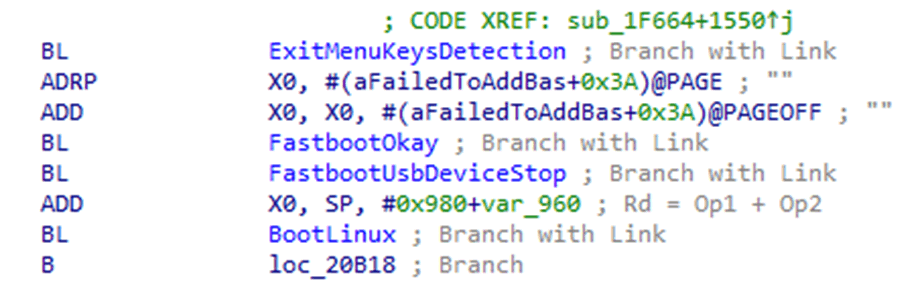 ; CODE XREF: sub_1F664+1550↑j
BL ExitMenuKeysDetection ; Branch with Link
ADRP X0, #(aFailedToAddBas+0x3A)@PAGE ; ""
ADD X0, X0, #(aFailedToAddBas+0x3A)@PAGEOFF ; ""
BL FastbootOkay ; Branch with Link
BL FastbootUsbDeviceStop ; Branch with Link
ADD X0, SP, #0x980+var_960 ; Rd = Op1 + Op2
BL BootLinux ; Branch with Link
B loc_20B18 ; Branch